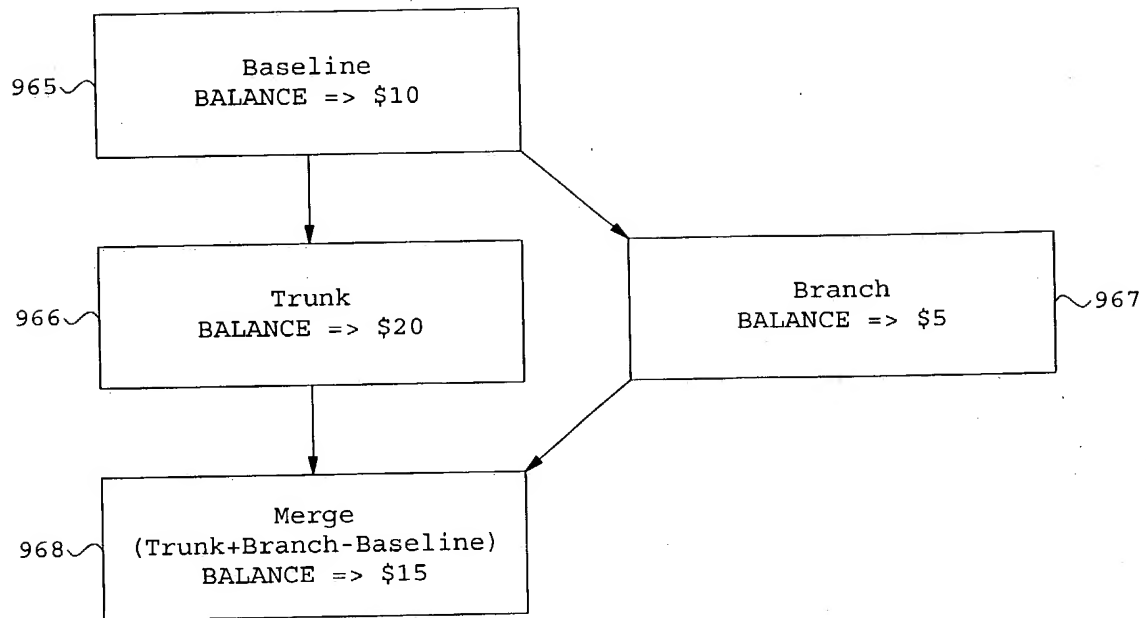 Baseline
965
BALANCE => $10
Trunk
966
BALANCE => $20
Branch
967
BALANCE => $5
Merge
968
(Trunk+Branch-Baseline)
BALANCE => $15